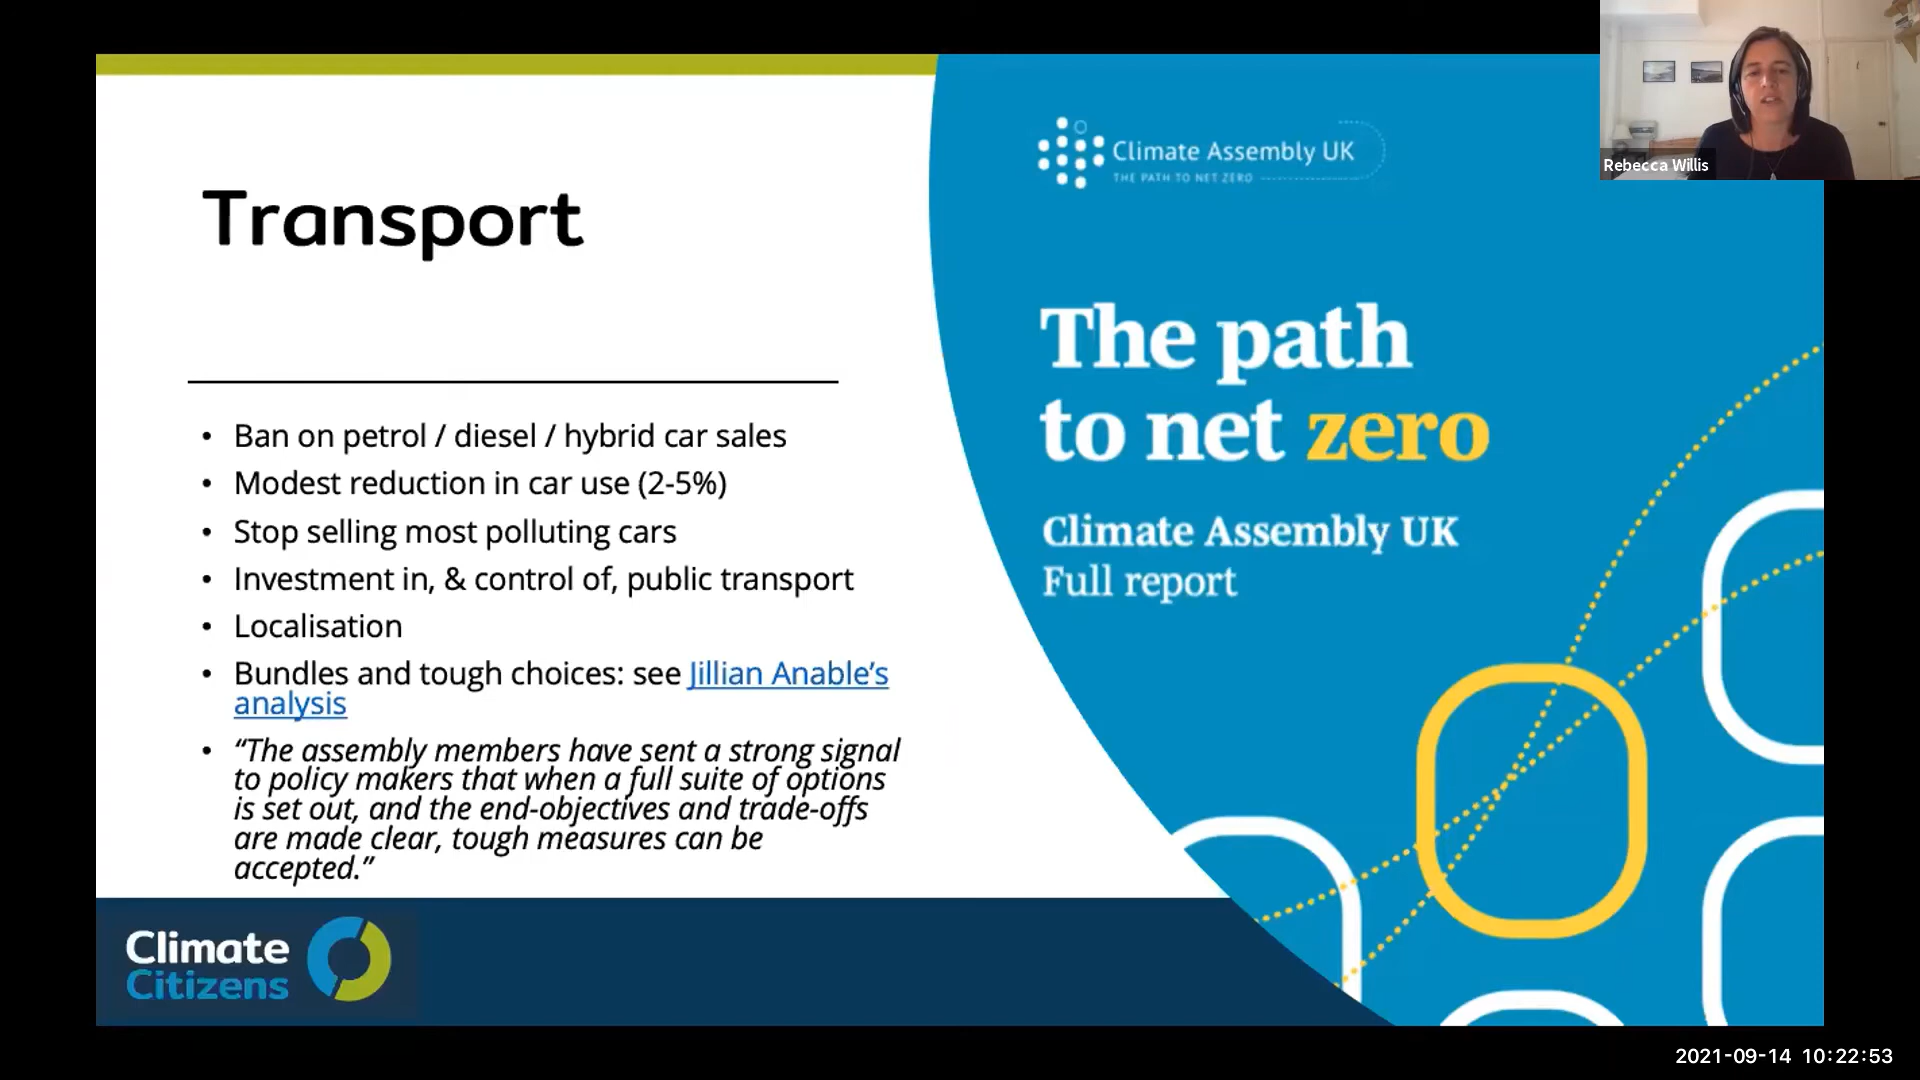 Transport
• Ban on petrol / diesel / hybrid car sales
• Modest reduction in car use (2-5%)
• Stop selling most polluting cars
• Investment in, & control of, public transport
• Localisation
• Bundles and tough choices: see Jillian Anable’s
analysis
• “The assembly members have sent a strong signal
to policy makers that when a full suite of options
is set out, and the end-objectives and trade-offs
are made clear, tough measures can be
accepted.”
Climate
Citizens
Climate Assembly UK
THE PATH TO NET ZERO
The path
to net zero
Climate Assembly UK
Full report
Rebecca Willis
2021-09-14 10:22:53